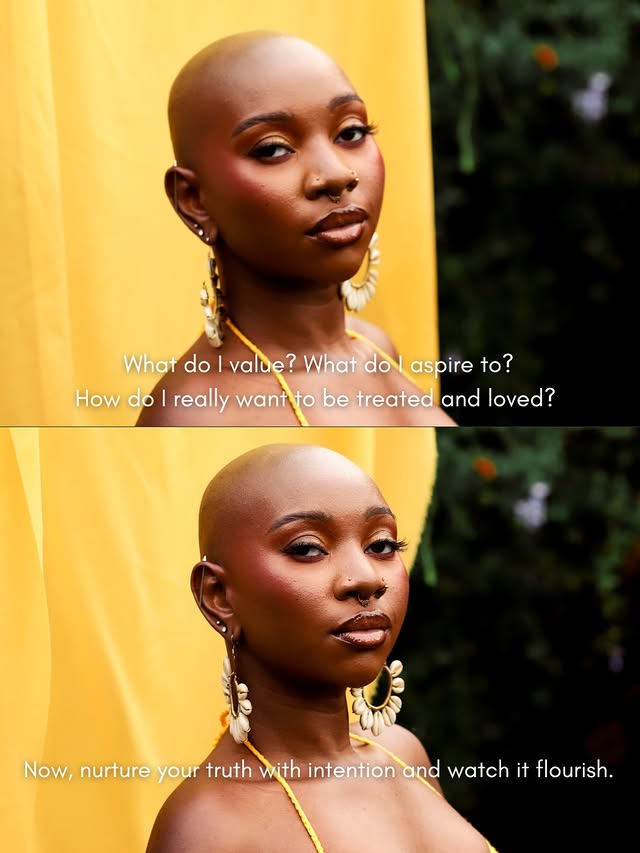 What do I value? What do I aspire to?
How do I really want to be treated and loved?
Now, nurture your truth with intention and watch it flourish.